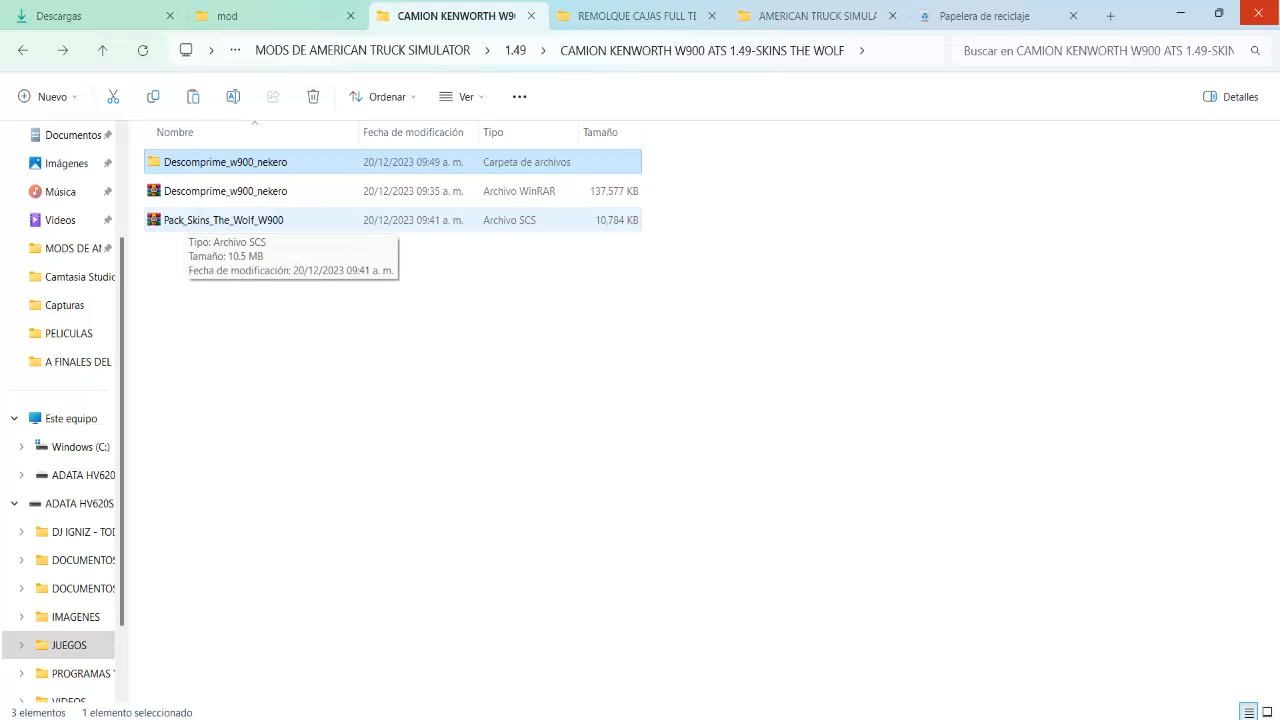 Descargas
mod
CAMION KENWORTH W9
REMOLQUE CAJAS FULL TE
AMERICAN TRUCK SIMULA
Papelera de reciclaje
MODS DE AMERICAN TRUCK SIMULATOR
1.49
CAMION KENWORTH W900 ATS 1.49-SKINS THE WOLF
Buscar en CAMION KENWORTH W900 ATS 1.49-SKIN
Nuevo
Ordenar
Ver
Detalles
Nombre Fecha de modificación Tipo Tamaño
Descomprime_w900_nekero 20/12/2023 09:49 a. m. Carpeta de archivos
Descomprime_w900_nekero 20/12/2023 09:35 a. m. Archivo WinRAR 137,577 KB
Pack_Skins_The_Wolf_W900 20/12/2023 09:41 a. m. Archivo SCS 10,784 KB
Tipo: Archivo SCS
Tamaño: 10.5 MB
Fecha de modificación: 20/12/2023 09:41 a. m.
Documentos
Imágenes
Música
Videos
MODS DE AM
Camtasia Studio
Capturas
PELICULAS
A FINALES DEL
Este equipo
Windows (C:)
ADATA HV620
ADATA HV620S
DJ IGNIZ - TOD
DOCUMENTOS
DOCUMENTOS
IMAGENES
JUEGOS
PROGRAMAS Y
VIDEOS
3 elementos 1 elemento seleccionado